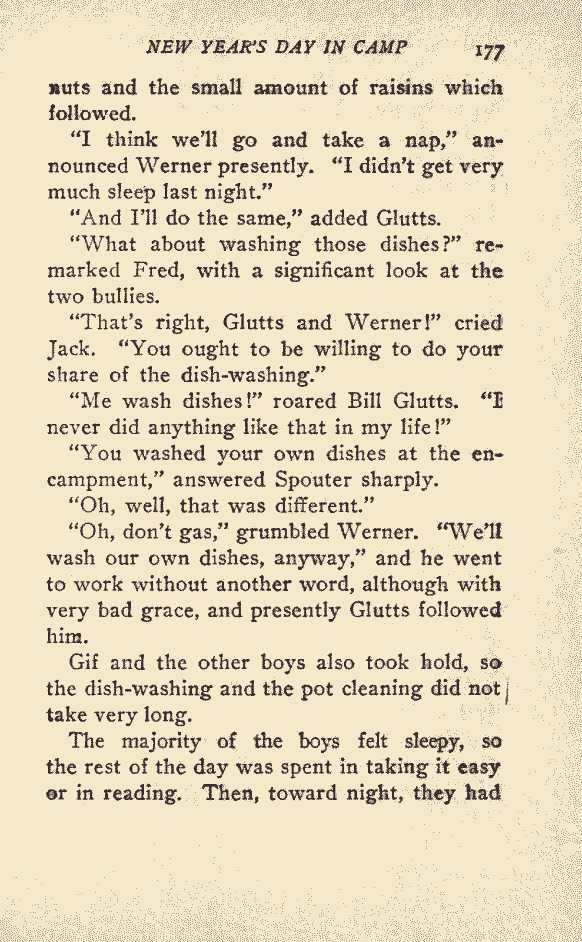 NEW YEAR'S DAY IN CAMP 177
nuts and the small amount of raisins which
followed.
"I think we'll go and take a nap," an-
nounced Werner presently. "I didn't get very
much sleep last night."
"And I'll do the same," added Glutts.
"What about washing those dishes?" re-
marked Fred, with a significant look at the
two bullies.
"That's right, Glutts and Werner!" cried
Jack. "You ought to be willing to do your
share of the dish-washing."
"Me wash dishes!" roared Bill Glutts. "I
never did anything like that in my life!"
"You washed your own dishes at the en-
campment," answered Spouter sharply.
"Oh, well, that was different."
"Oh, don't gas," grumbled Werner. "We'll
wash our own dishes, anyway," and he went
to work without another word, although with
very bad grace, and presently Glutts followed
him.
Gif and the other boys also took hold, so
the dish-washing and the pot cleaning did not
take very long.
The majority of the boys felt sleepy, so
the rest of the day was spent in taking it easy
or in reading. Then, toward night, they had